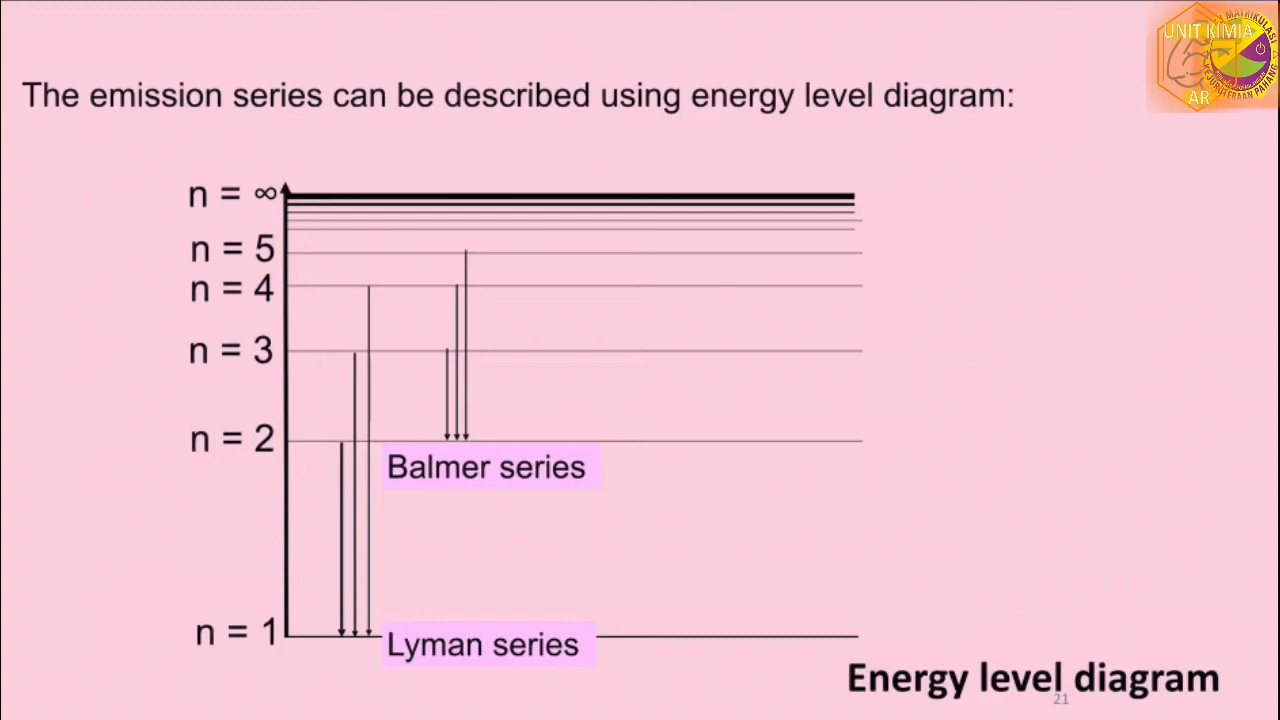 UNIT KIMIA
AR
The emission series can be described using energy level diagram:
n = ∞
n = 5
n = 4
n = 3
n = 2
Balmer series
n = 1
Lyman series
Energy level diagram
21